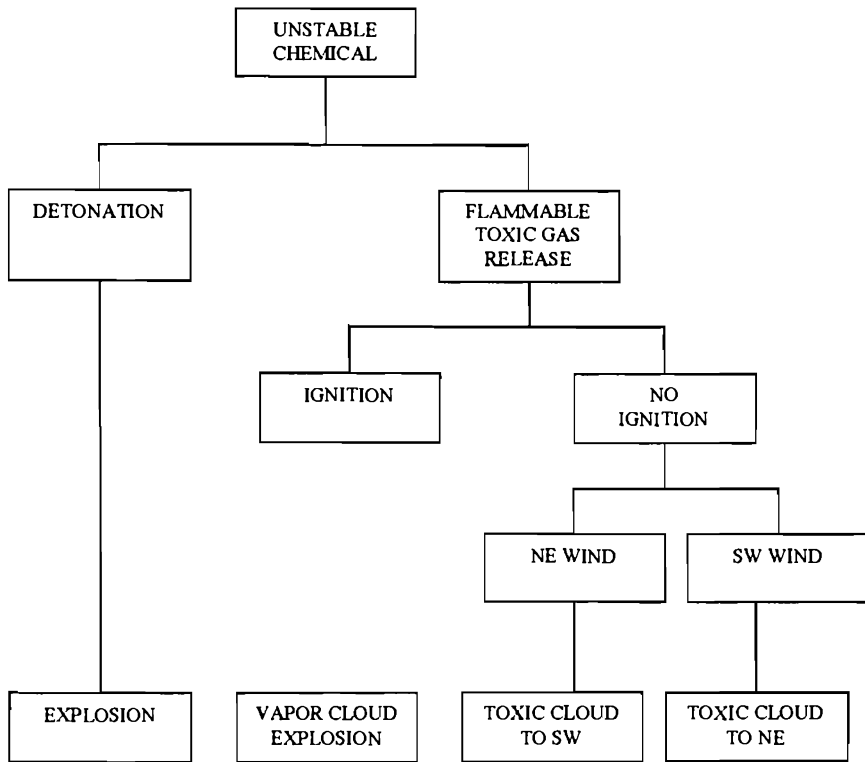 UNSTABLE
CHEMICAL
DETONATION
FLAMMABLE
TOXIC GAS
RELEASE
IGNITION
NO
IGNITION
NE WIND
SW WIND
EXPLOSION
VAPOR CLOUD
EXPLOSION
TOXIC CLOUD
TO SW
TOXIC CLOUD
TO NE